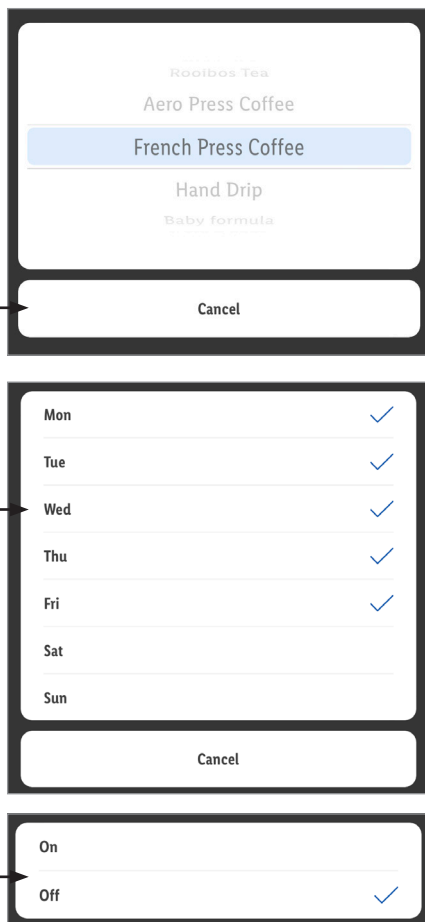 Rooibos Tea
Aero Press Coffee
French Press Coffee
Hand Drip
Baby formula
Cancel
Mon
Tue
Wed
Thu
Fri
Sat
Sun
Cancel
On
Off